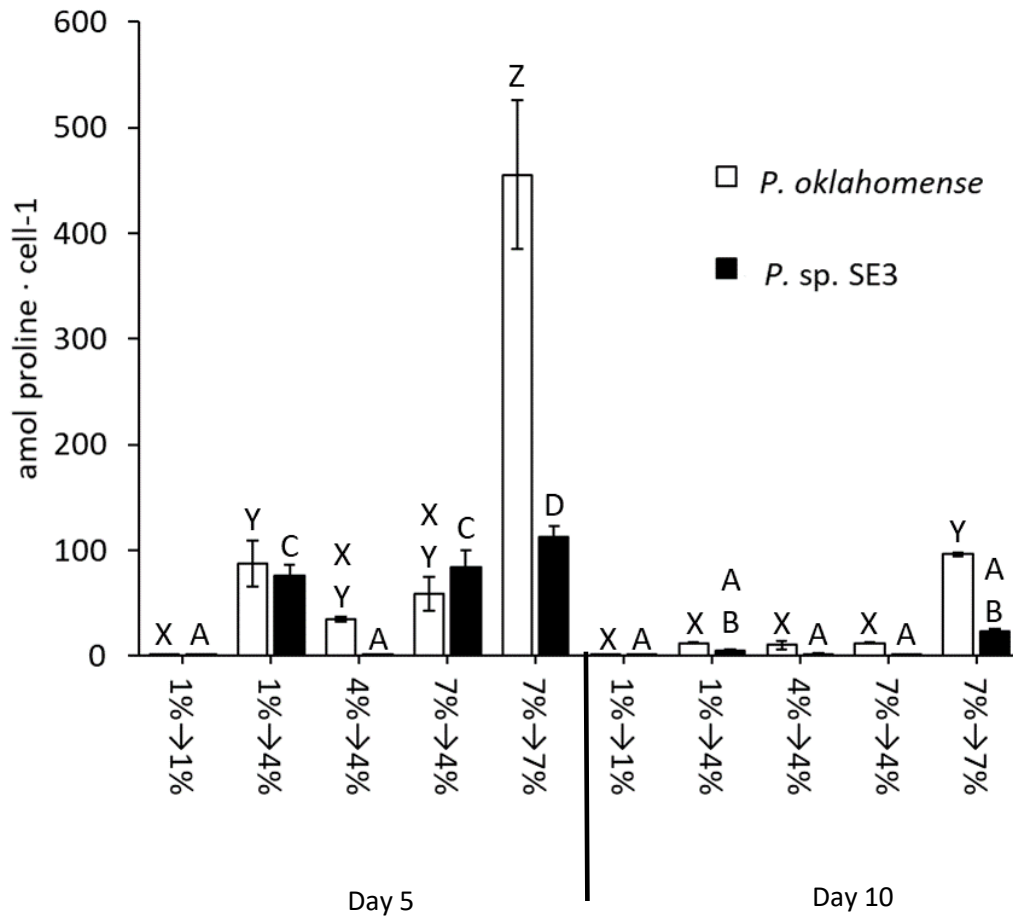 600
500
400
300
200
100
0
amol proline · cell-1
Z
P. oklahomense
P. sp. SE3
X
A
Y
C
X
Y
A
X
Y
C
D
X
A
X
A
B
X
A
X
A
Y
A
B
1%→1%
1%→4%
4%→4%
7%→4%
7%→7%
1%→1%
1%→4%
4%→4%
7%→4%
7%→7%
Day 5
Day 10